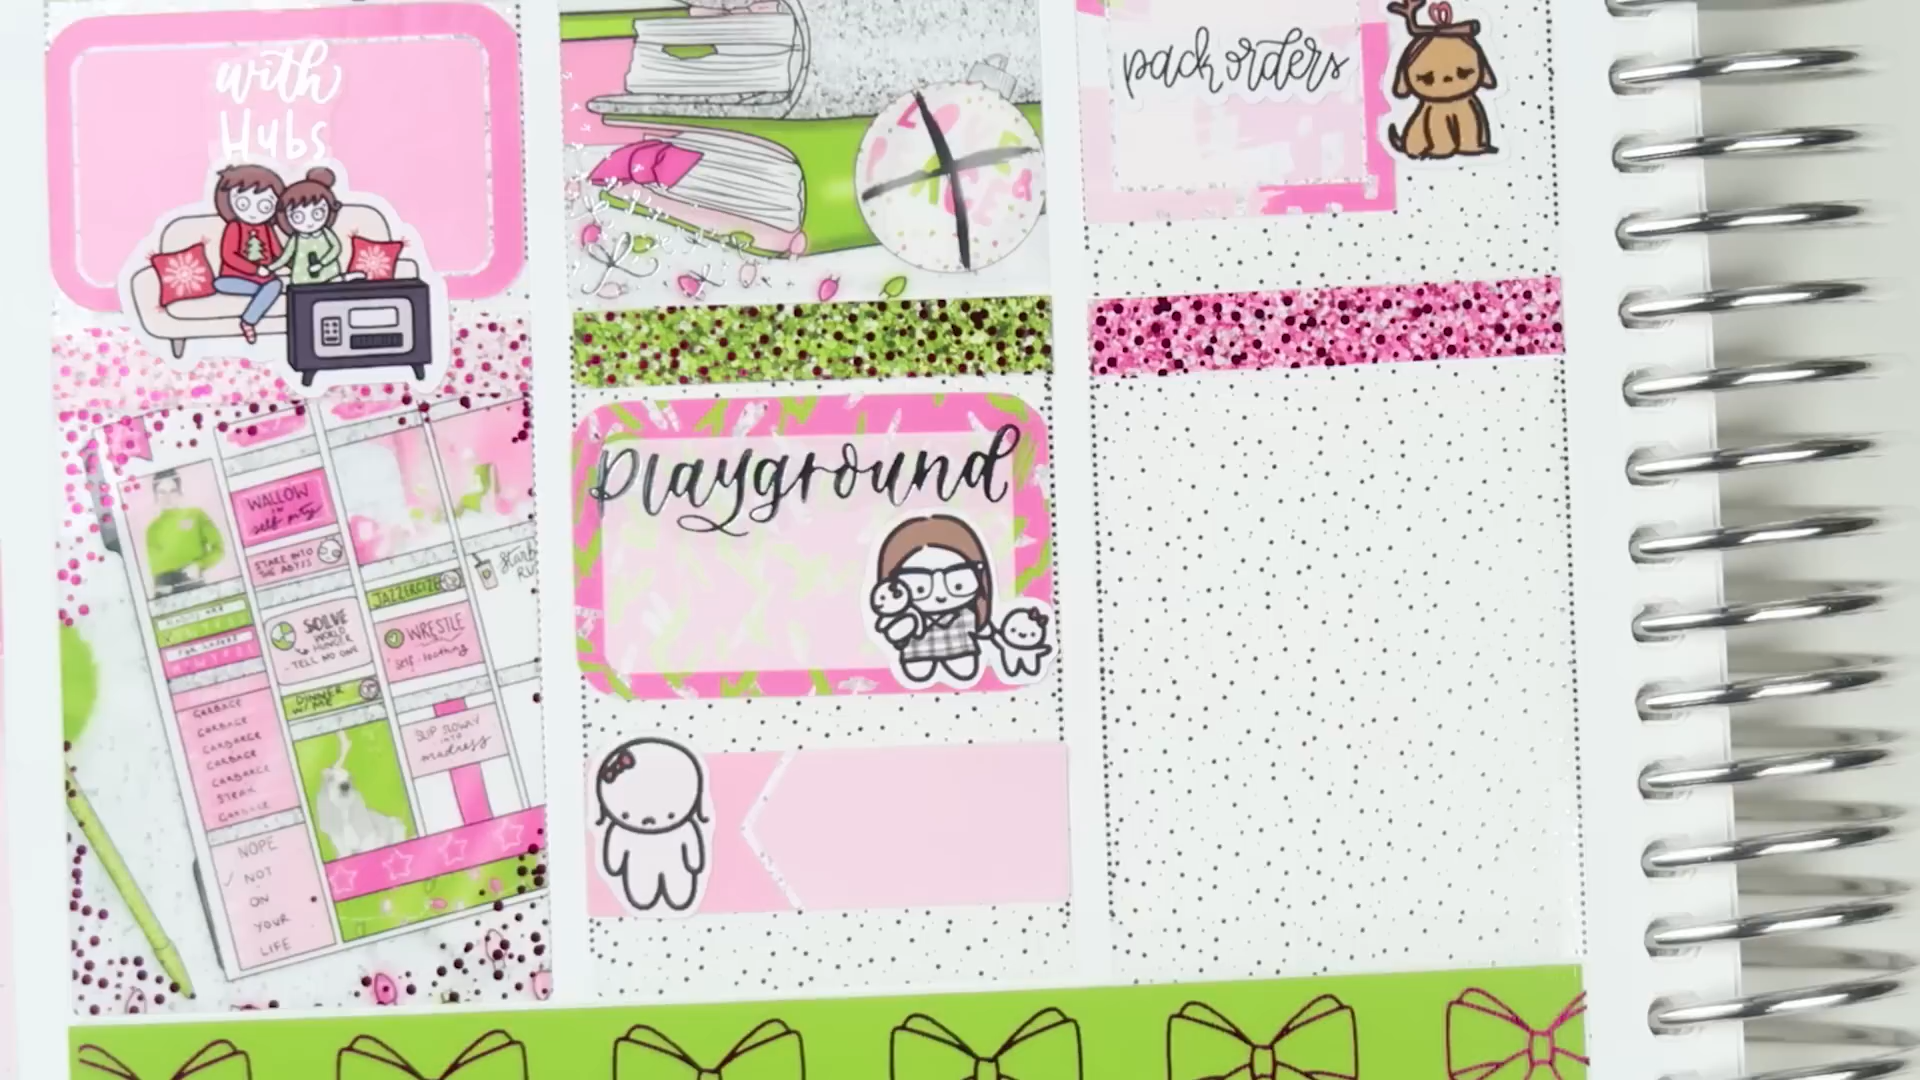 with
Hubs
pack orders
Playground
WALLOW
in
self-pity
STARE INTO
THE ABYSS
SOLVE
WORLD
HUNGER
TELL NO ONE
JAZZERCIZE
WRESTLE
self-loathing
DINNER
W/ ME
SLIP SLOWLY
INTO
madness
GARBAGE
GARBAGE
GARBAGE
GARBAGE
GARBAGE
STEAK
GARBAGE
NOPE
NOT
ON
YOUR
LIFE